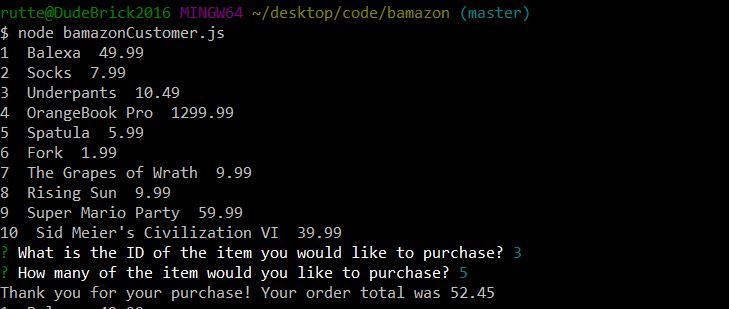 rutte@DudeBrick2016 MINGW64 ~/desktop/code/bamazon (master)
$ node bamazonCustomer.js
1  Balexa  49.99
2  Socks  7.99
3  Underpants  10.49
4  OrangeBook Pro  1299.99
5  Spatula  5.99
6  Fork  1.99
7  The Grapes of Wrath  9.99
8  Rising Sun  9.99
9  Super Mario Party  59.99
10  Sid Meier's Civilization VI  39.99
? What is the ID of the item you would like to purchase? 3
? How many of the item would you like to purchase? 5
Thank you for your purchase! Your order total was 52.45